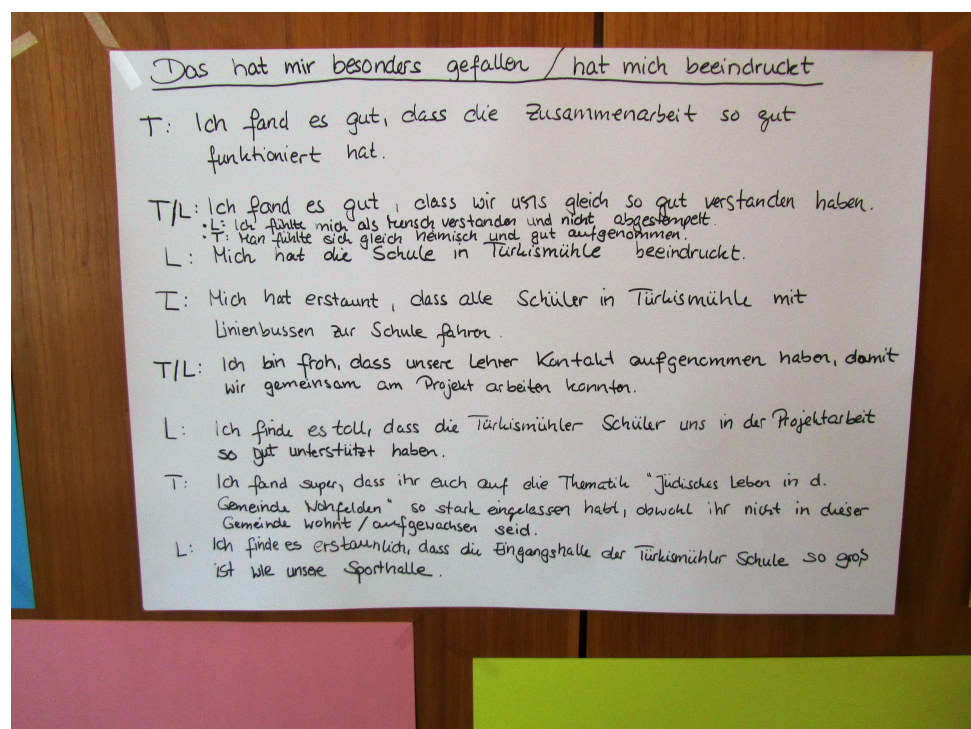 Das hat mir besonders gefallen / hat mich beeindruckt
T: Ich fand es gut, dass die Zusammenarbeit so gut
funktioniert hat.
T/L: Ich fand es gut, dass wir uns gleich so gut verstanden haben.
• L: Ich fühlte mich als Mensch verstanden und nicht abgestempelt.
• T: Man fühlte sich gleich heimisch und gut aufgenommen.
L: Mich hat die Schule in Türkismühle beeindruckt.
L: Mich hat erstaunt, dass alle Schüler in Türkismühle mit
Linienbussen zur Schule fahren.
T/L: Ich bin froh, dass unsere Lehrer Kontakt aufgenommen haben, damit
wir gemeinsam am Projekt arbeiten konnten.
L: Ich finde es toll, dass die Türkismühler Schüler uns in der Projektarbeit
so gut unterstützt haben.
T: Ich fand super, dass ihr euch auf die Thematik "Jüdisches Leben in d.
Gemeinde Nohfelden" so stark eingelassen habt, obwohl ihr nicht in dieser
Gemeinde wohnt / aufgewachsen seid.
L: Ich finde es erstaunlich, dass die Eingangshalle der Türkismühler Schule so groß
ist wie unsere Sporthalle.